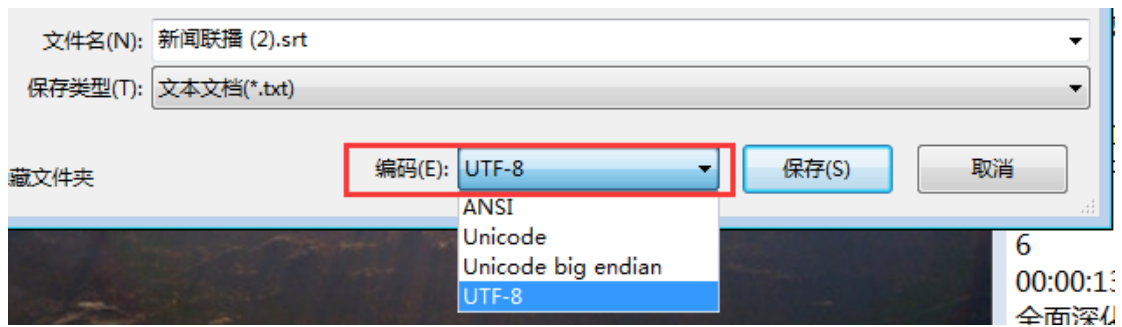 文件名(N): 新闻联播 (2).srt
保存类型(T): 文本文档(*.txt)
藏文件夹
编码(E): UTF-8
保存(S)
取消
ANSI
Unicode
Unicode big endian
UTF-8
6
00:00:13
全面深化